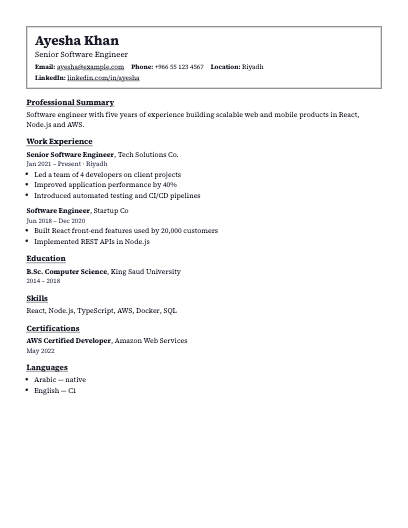 Ayesha Khan
Senior Software Engineer
Email: ayesha@example.com Phone: +966 55 123 4567 Location: Riyadh
LinkedIn: linkedin.com/in/ayesha
Professional Summary
Software engineer with five years of experience building scalable web and mobile products in React,
Node.js and AWS.
Work Experience
Senior Software Engineer, Tech Solutions Co.
Jan 2021 – Present · Riyadh
• Led a team of 4 developers on client projects
• Improved application performance by 40%
• Introduced automated testing and CI/CD pipelines
Software Engineer, Startup Co
Jun 2018 – Dec 2020
• Built React front-end features used by 20,000 customers
• Implemented REST APIs in Node.js
Education
B.Sc. Computer Science, King Saud University
2014 – 2018
Skills
React, Node.js, TypeScript, AWS, Docker, SQL
Certifications
AWS Certified Developer, Amazon Web Services
May 2022
Languages
• Arabic — native
• English — C1